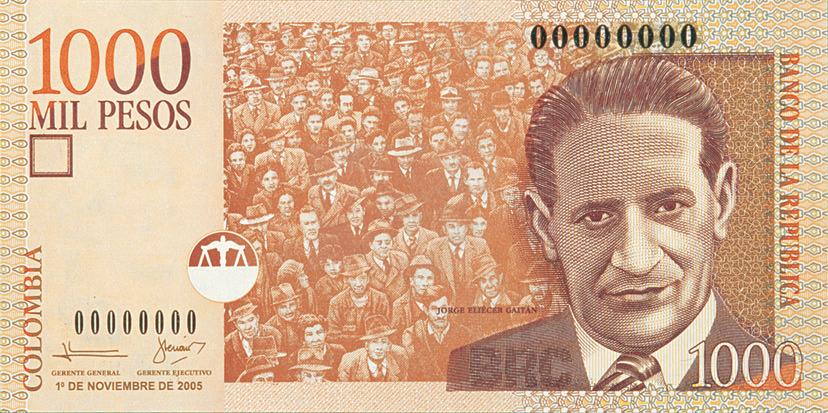 1000
MIL PESOS
COLOMBIA
00000000
GERENTE GENERAL
GERENTE EJECUTIVO
1º DE NOVIEMBRE DE 2005
00000000
JORGE ELIÉCER GAITÁN
BANCO DE LA REPUBLICA
BRC
1000